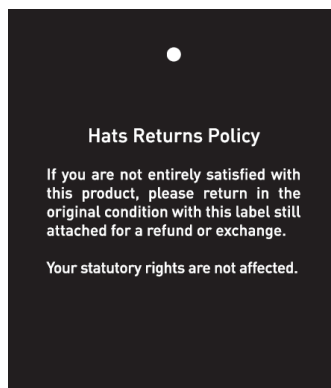 Hats Returns Policy
If you are not entirely satisfied with
this product, please return in the
original condition with this label still
attached for a refund or exchange.
Your statutory rights are not affected.